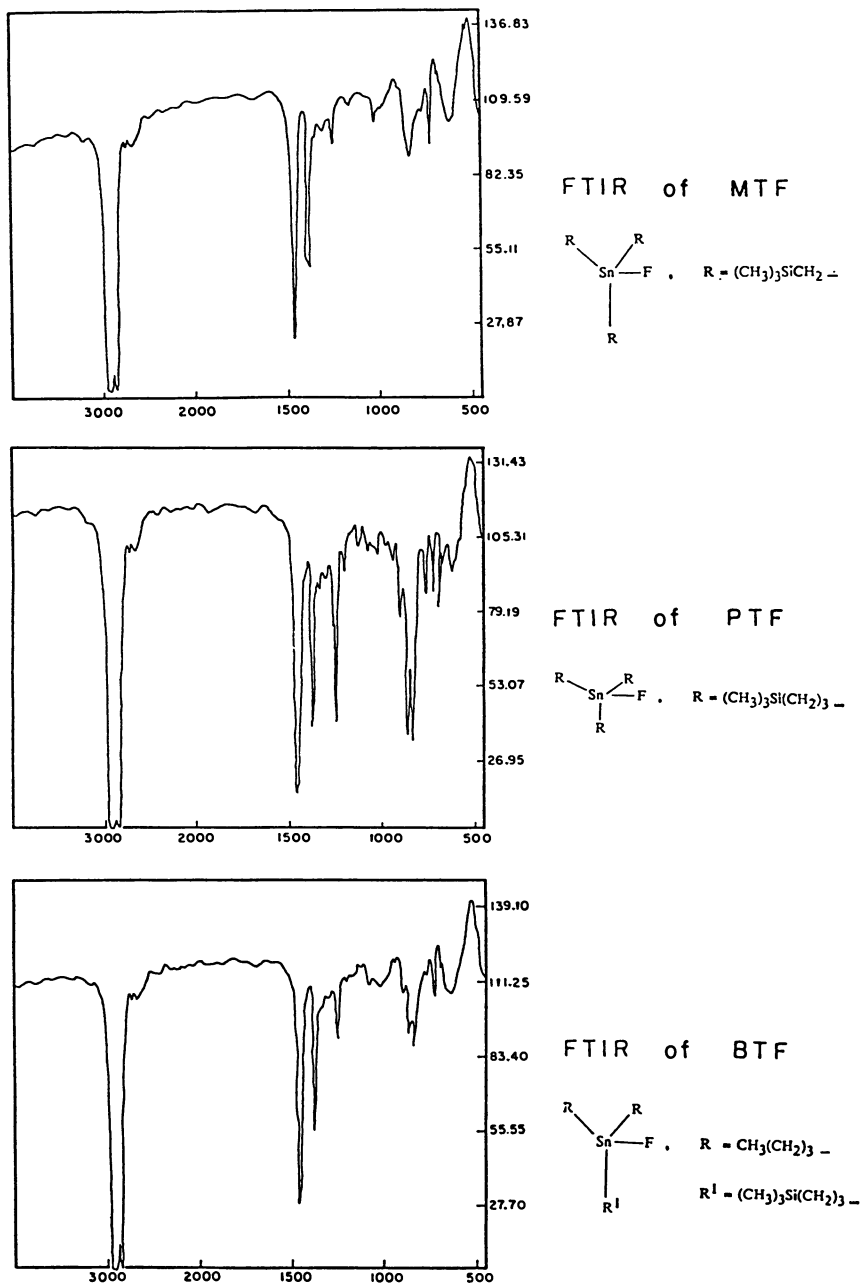 136.83
109.59
82.35
55.11
27.87
3000 2000 1500 1000 500
FTIR of MTF
R R
Sn—F . R = (CH₃)₃SiCH₂ —
R
131.43
105.31
79.19
53.07
26.95
3000 2000 1500 1000 500
FTIR of PTF
R R
Sn—F . R = (CH₃)₃Si(CH₂)₃ —
R
139.10
111.25
83.40
55.55
27.70
3000 2000 1500 1000 500
FTIR of BTF
R R
Sn—F . R = CH₃(CH₂)₃ —
R¹ R¹ = (CH₃)₃Si(CH₂)₃ —